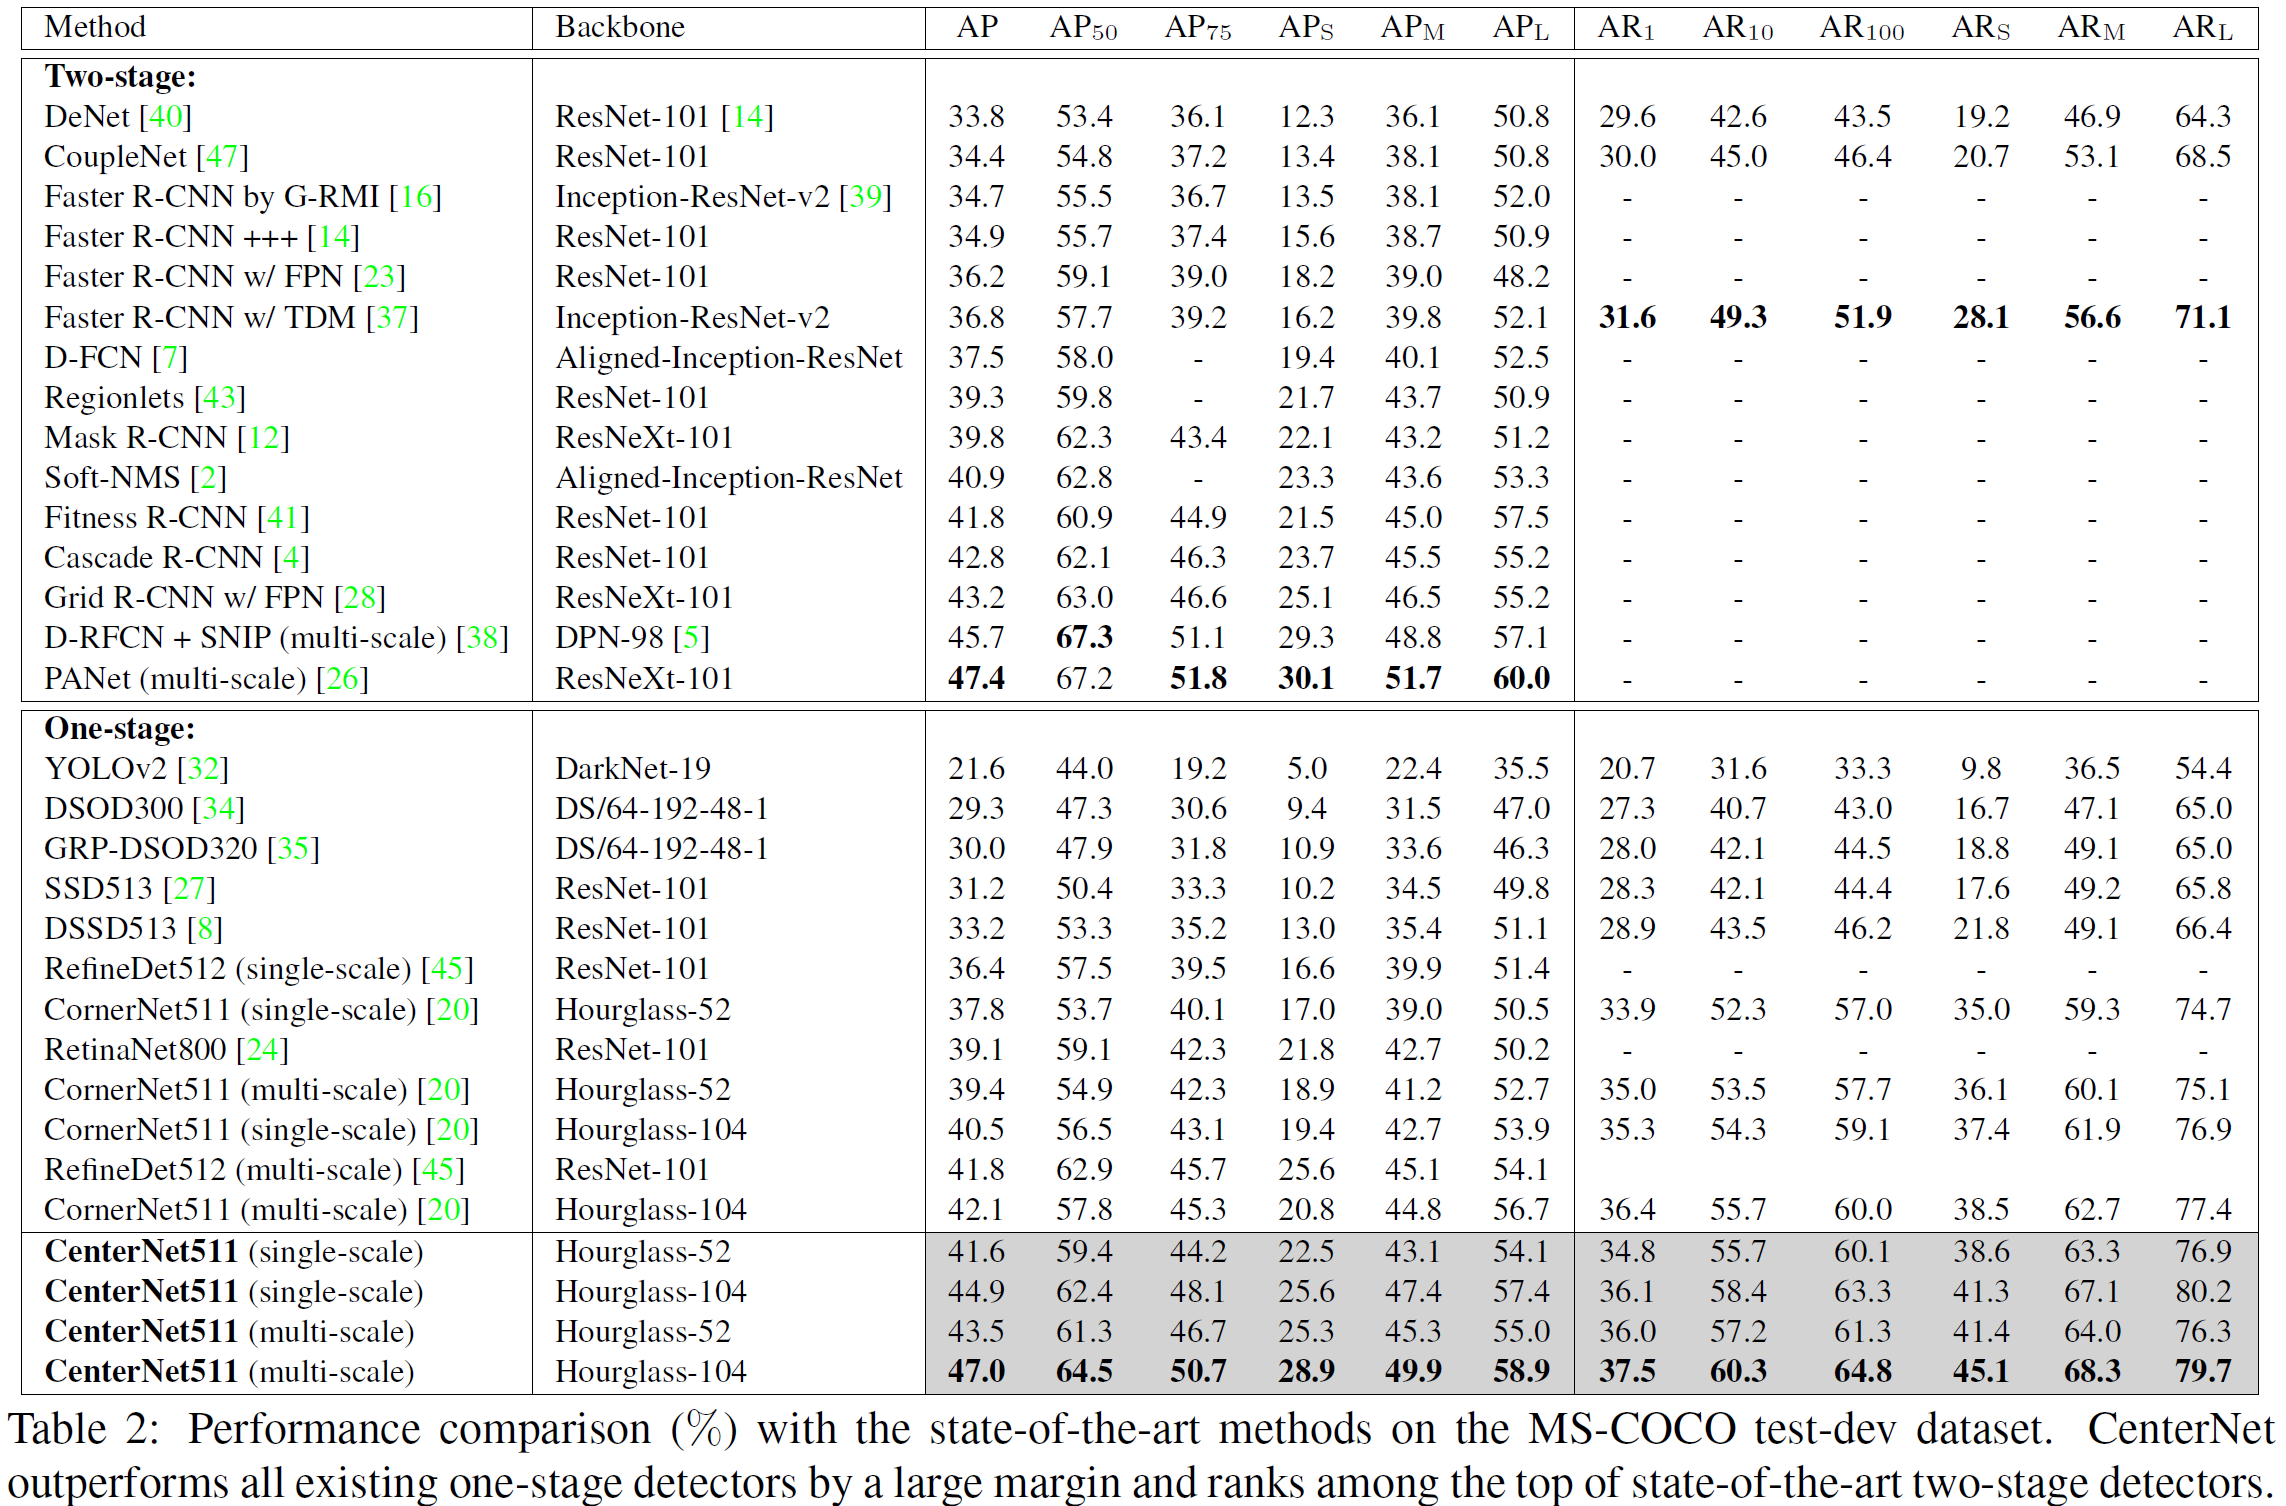 Method Backbone AP AP50 AP75 APS APM APL AR1 AR10 AR100 ARS ARM ARL
Two-stage:
DeNet [40] ResNet-101 [14] 33.8 53.4 36.1 12.3 36.1 50.8 29.6 42.6 43.5 19.2 46.9 64.3
CoupleNet [47] ResNet-101 34.4 54.8 37.2 13.4 38.1 50.8 30.0 45.0 46.4 20.7 53.1 68.5
Faster R-CNN by G-RMI [16] Inception-ResNet-v2 [39] 34.7 55.5 36.7 13.5 38.1 52.0 - - - - - -
Faster R-CNN +++ [14] ResNet-101 34.9 55.7 37.4 15.6 38.7 50.9 - - - - - -
Faster R-CNN w/ FPN [23] ResNet-101 36.2 59.1 39.0 18.2 39.0 48.2 - - - - - -
Faster R-CNN w/ TDM [37] Inception-ResNet-v2 36.8 57.7 39.2 16.2 39.8 52.1 31.6 49.3 51.9 28.1 56.6 71.1
D-FCN [7] Aligned-Inception-ResNet 37.5 58.0 - 19.4 40.1 52.5 - - - - - -
Regionlets [43] ResNet-101 39.3 59.8 - 21.7 43.7 50.9 - - - - - -
Mask R-CNN [12] ResNeXt-101 39.8 62.3 43.4 22.1 43.2 51.2 - - - - - -
Soft-NMS [2] Aligned-Inception-ResNet 40.9 62.8 - 23.3 43.6 53.3 - - - - - -
Fitness R-CNN [41] ResNet-101 41.8 60.9 44.9 21.5 45.0 57.5 - - - - - -
Cascade R-CNN [4] ResNet-101 42.8 62.1 46.3 23.7 45.5 55.2 - - - - - -
Grid R-CNN w/ FPN [28] ResNeXt-101 43.2 63.0 46.6 25.1 46.5 55.2 - - - - - -
D-RFCN + SNIP (multi-scale) [38] DPN-98 [5] 45.7 67.3 51.1 29.3 48.8 57.1 - - - - - -
PANet (multi-scale) [26] ResNeXt-101 47.4 67.2 51.8 30.1 51.7 60.0 - - - - - -
One-stage:
YOLOv2 [32] DarkNet-19 21.6 44.0 19.2 5.0 22.4 35.5 20.7 31.6 33.3 9.8 36.5 54.4
DSOD300 [34] DS/64-192-48-1 29.3 47.3 30.6 9.4 31.5 47.0 27.3 40.7 43.0 16.7 47.1 65.0
GRP-DSOD320 [35] DS/64-192-48-1 30.0 47.9 31.8 10.9 33.6 46.3 28.0 42.1 44.5 18.8 49.1 65.0
SSD513 [27] ResNet-101 31.2 50.4 33.3 10.2 34.5 49.8 28.3 42.1 44.4 17.6 49.2 65.8
DSSD513 [8] ResNet-101 33.2 53.3 35.2 13.0 35.4 51.1 28.9 43.5 46.2 21.8 49.1 66.4
RefineDet512 (single-scale) [45] ResNet-101 36.4 57.5 39.5 16.6 39.9 51.4 - - - - - -
CornerNet511 (single-scale) [20] Hourglass-52 37.8 53.7 40.1 17.0 39.0 50.5 33.9 52.3 57.0 35.0 59.3 74.7
RetinaNet800 [24] ResNet-101 39.1 59.1 42.3 21.8 42.7 50.2 - - - - - -
CornerNet511 (multi-scale) [20] Hourglass-52 39.4 54.9 42.3 18.9 41.2 52.7 35.0 53.5 57.7 36.1 60.1 75.1
CornerNet511 (single-scale) [20] Hourglass-104 40.5 56.5 43.1 19.4 42.7 53.9 35.3 54.3 59.1 37.4 61.9 76.9
RefineDet512 (multi-scale) [45] ResNet-101 41.8 62.9 45.7 25.6 45.1 54.1
CornerNet511 (multi-scale) [20] Hourglass-104 42.1 57.8 45.3 20.8 44.8 56.7 36.4 55.7 60.0 38.5 62.7 77.4
CenterNet511 (single-scale) Hourglass-52 41.6 59.4 44.2 22.5 43.1 54.1 34.8 55.7 60.1 38.6 63.3 76.9
CenterNet511 (single-scale) Hourglass-104 44.9 62.4 48.1 25.6 47.4 57.4 36.1 58.4 63.3 41.3 67.1 80.2
CenterNet511 (multi-scale) Hourglass-52 43.5 61.3 46.7 25.3 45.3 55.0 36.0 57.2 61.3 41.4 64.0 76.3
CenterNet511 (multi-scale) Hourglass-104 47.0 64.5 50.7 28.9 49.9 58.9 37.5 60.3 64.8 45.1 68.3 79.7
Table 2: Performance comparison (%) with the state-of-the-art methods on the MS-COCO test-dev dataset. CenterNet
outperforms all existing one-stage detectors by a large margin and ranks among the top of state-of-the-art two-stage detectors.